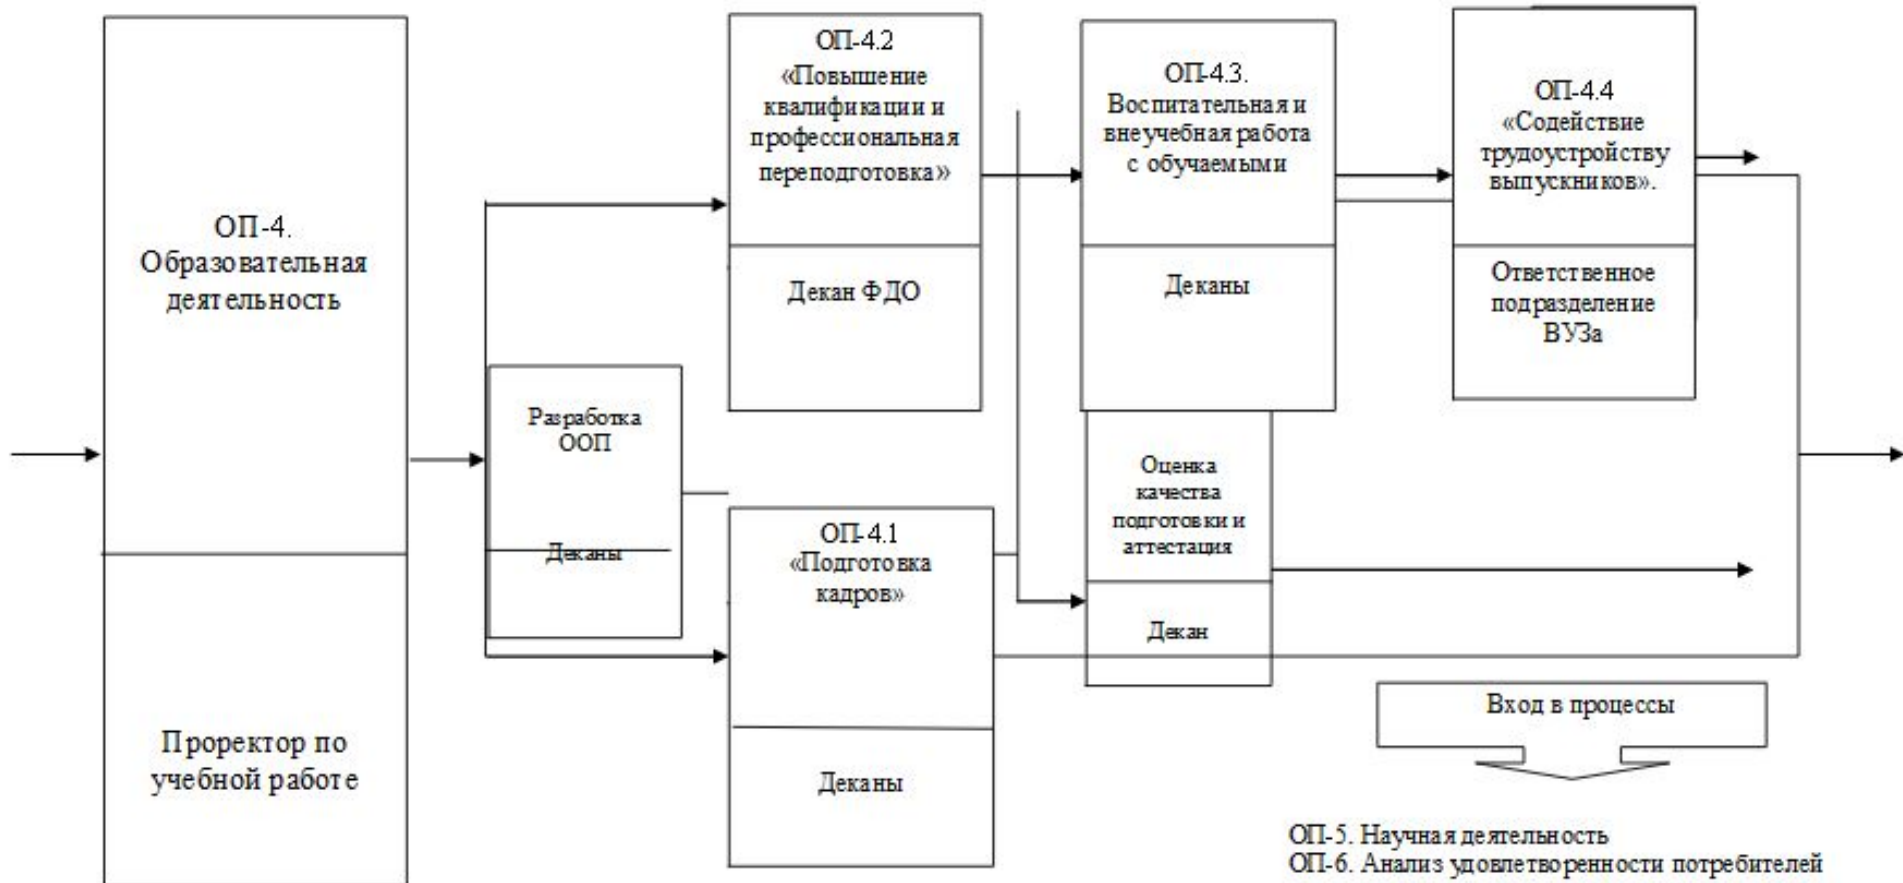 ОП-4.
Образовательная
деятельность
Проректор по
учебной работе
Разработка
ООП
Деканы
ОП-4.2
«Повышение
квалификации и
профессиональная
переподготовка»
Декан ФДО
ОП-4.1
«Подготовка
кадров»
Деканы
ОП-4.3.
Воспитательная и
внеучебная работа
с обучаемыми
Деканы
Оценка
качества
подготовки и
аттестация
Декан
ОП-4.4
«Содействие
трудоустройству
выпускников».
Ответственное
подразделение
ВУЗа
Вход в процессы
ОП-5. Научная деятельность
ОП-6. Анализ удовлетворенности потребителей